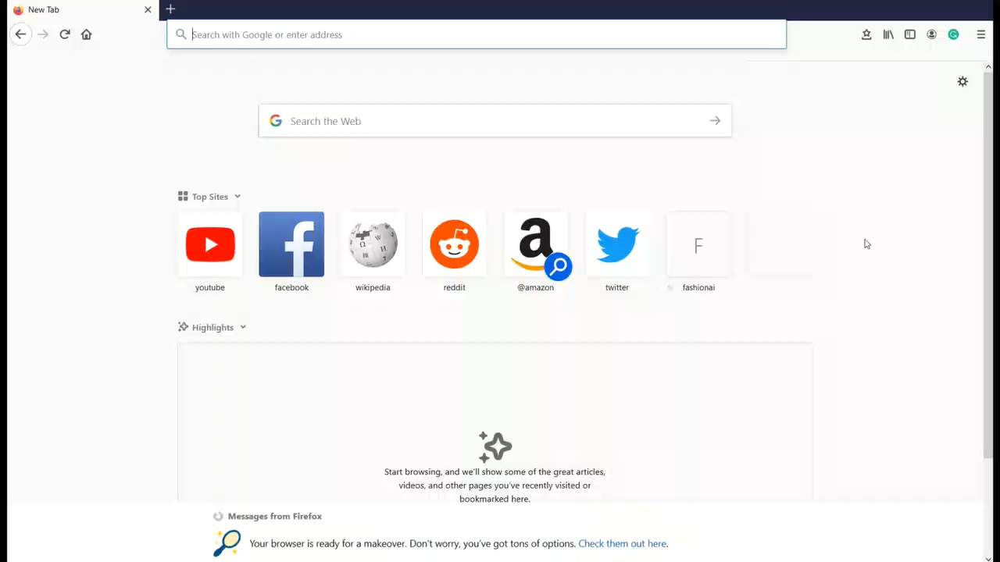 New Tab
Search with Google or enter address
Search the Web
Top Sites
youtube
facebook
wikipedia
reddit
@amazon
twitter
F
fashionai
Highlights
Start browsing, and we'll show some of the great articles,
videos, and other pages you've recently visited or
bookmarked here.
Messages from Firefox
Your browser is ready for a makeover. Don't worry, you've got tons of options. Check them out here.